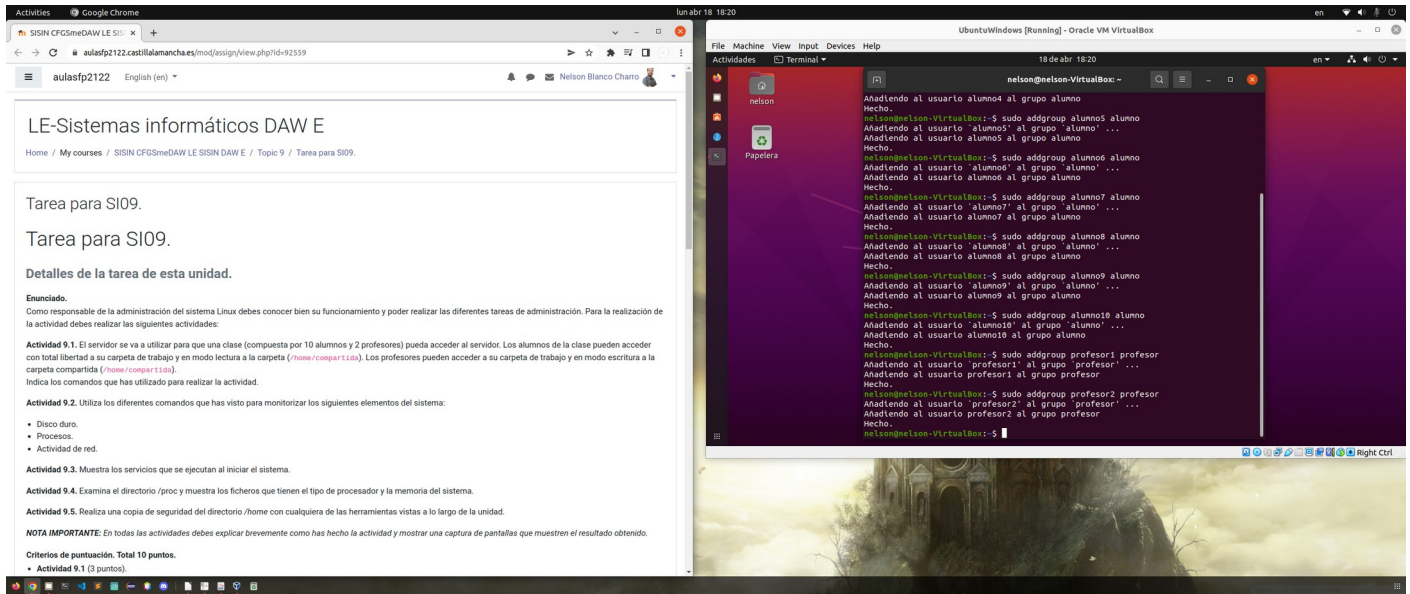 Activities Google Chrome lun abr 18 18:20 en
SISIN CFGSmeDAW LE SIS
aulasfp2122.castillalamancha.es/mod/assign/view.php?id=92559
aulasfp2122 English (en) Nelson Blanco Charro
LE-Sistemas informáticos DAW E
Home / My courses / SISIN CFGSmeDAW LE SISIN DAW E / Topic 9 / Tarea para SI09.
Tarea para SI09.
Tarea para SI09.
Detalles de la tarea de esta unidad.
Enunciado.
Como responsable de la administración del sistema Linux debes conocer bien su funcionamiento y poder realizar las diferentes tareas de administración. Para la realización de
la actividad debes realizar las siguientes actividades:
Actividad 9.1. El servidor se va a utilizar para que una clase (compuesta por 10 alumnos y 2 profesores) pueda acceder al servidor. Los alumnos de la clase pueden acceder
con total libertad a su carpeta de trabajo y en modo lectura a la carpeta (/home/compartida). Los profesores pueden acceder a su carpeta de trabajo y en modo escritura a la
carpeta compartida (/home/compartida).
Indica los comandos que has utilizado para realizar la actividad.
Actividad 9.2. Utiliza los diferentes comandos que has visto para monitorizar los siguientes elementos del sistema:
• Disco duro.
• Procesos.
• Actividad de red.
Actividad 9.3. Muestra los servicios que se ejecutan al iniciar el sistema.
Actividad 9.4. Examina el directorio /proc y muestra los ficheros que tienen el tipo de procesador y la memoria del sistema.
Actividad 9.5. Realiza una copia de seguridad del directorio /home con cualquiera de las herramientas vistas a lo largo de la unidad.
NOTA IMPORTANTE: En todas las actividades debes explicar brevemente como has hecho la actividad y mostrar una captura de pantallas que muestren el resultado obtenido.
Criterios de puntuación. Total 10 puntos.
• Actividad 9.1 (3 puntos).
UbuntuWindows [Running] - Oracle VM VirtualBox
File Machine View Input Devices Help
Actividades Terminal 18 de abr 18:20 en
nelson@nelson-VirtualBox: ~
nelson
Papelera
Añadiendo al usuario alumno4 al grupo alumno
Hecho.
nelson@nelson-VirtualBox:~$ sudo addgroup alumno5 alumno
Añadiendo al usuario `alumno5' al grupo `alumno' ...
Añadiendo al usuario alumno5 al grupo alumno
Hecho.
nelson@nelson-VirtualBox:~$ sudo addgroup alumno6 alumno
Añadiendo al usuario `alumno6' al grupo `alumno' ...
Añadiendo al usuario alumno6 al grupo alumno
Hecho.
nelson@nelson-VirtualBox:~$ sudo addgroup alumno7 alumno
Añadiendo al usuario `alumno7' al grupo `alumno' ...
Añadiendo al usuario alumno7 al grupo alumno
Hecho.
nelson@nelson-VirtualBox:~$ sudo addgroup alumno8 alumno
Añadiendo al usuario `alumno8' al grupo `alumno' ...
Añadiendo al usuario alumno8 al grupo alumno
Hecho.
nelson@nelson-VirtualBox:~$ sudo addgroup alumno9 alumno
Añadiendo al usuario `alumno9' al grupo `alumno' ...
Añadiendo al usuario alumno9 al grupo alumno
Hecho.
nelson@nelson-VirtualBox:~$ sudo addgroup alumno10 alumno
Añadiendo al usuario `alumno10' al grupo `alumno' ...
Añadiendo al usuario alumno10 al grupo alumno
Hecho.
nelson@nelson-VirtualBox:~$ sudo addgroup profesor1 profesor
Añadiendo al usuario `profesor1' al grupo `profesor' ...
Añadiendo al usuario profesor1 al grupo profesor
Hecho.
nelson@nelson-VirtualBox:~$ sudo addgroup profesor2 profesor
Añadiendo al usuario `profesor2' al grupo `profesor' ...
Añadiendo al usuario profesor2 al grupo profesor
Hecho.
nelson@nelson-VirtualBox:~$
Right Ctrl